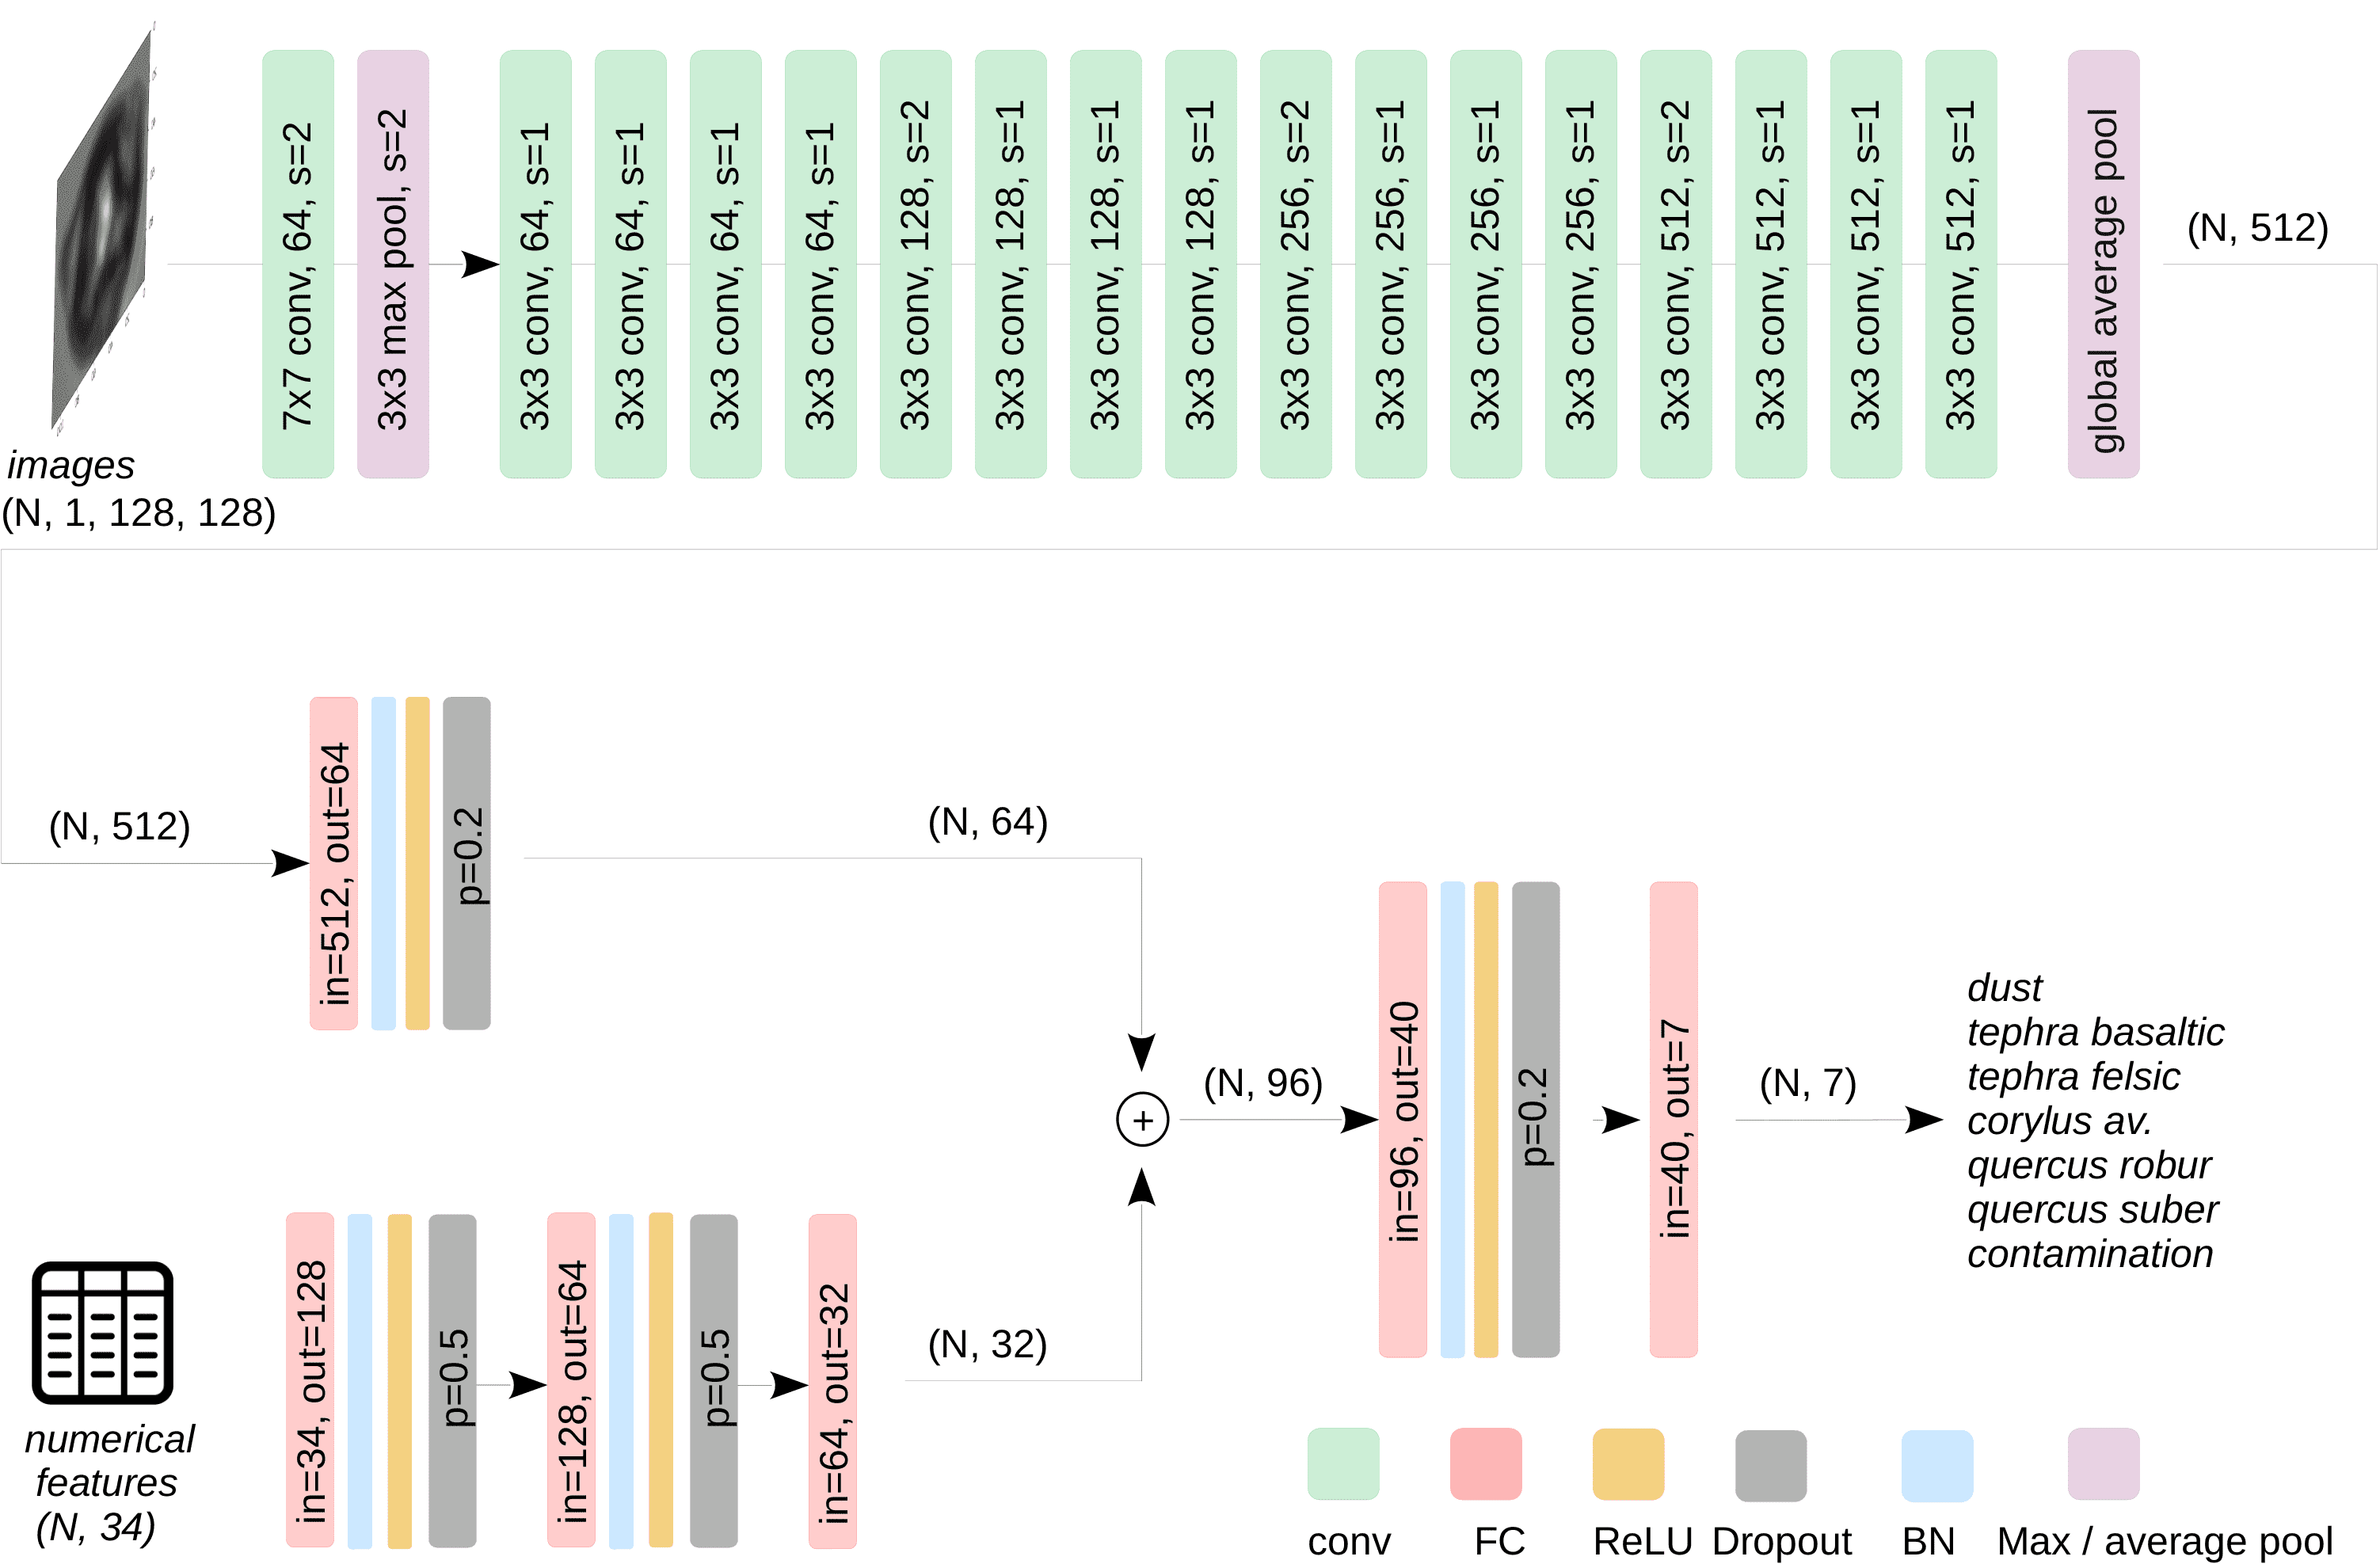 7x7 conv, 64, s=2
3x3 max pool, s=2
3x3 conv, 64, s=1
3x3 conv, 64, s=1
3x3 conv, 64, s=1
3x3 conv, 64, s=1
3x3 conv, 128, s=2
3x3 conv, 128, s=1
3x3 conv, 128, s=1
3x3 conv, 128, s=1
3x3 conv, 256, s=2
3x3 conv, 256, s=1
3x3 conv, 256, s=1
3x3 conv, 256, s=1
3x3 conv, 512, s=2
3x3 conv, 512, s=1
3x3 conv, 512, s=1
3x3 conv, 512, s=1
global average pool
(N, 512)
images
(N, 1, 128, 128)
(N, 512)
in=512, out=64
p=0.2
(N, 64)
+
(N, 96)
in=96, out=40
p=0.2
in=40, out=7
(N, 7)
dust
tephra basaltic
tephra felsic
corylus av.
quercus robur
quercus suber
contamination
numerical
features
(N, 34)
in=34, out=128
p=0.5
in=128, out=64
p=0.5
in=64, out=32
(N, 32)
conv
FC
ReLU
Dropout
BN
Max / average pool